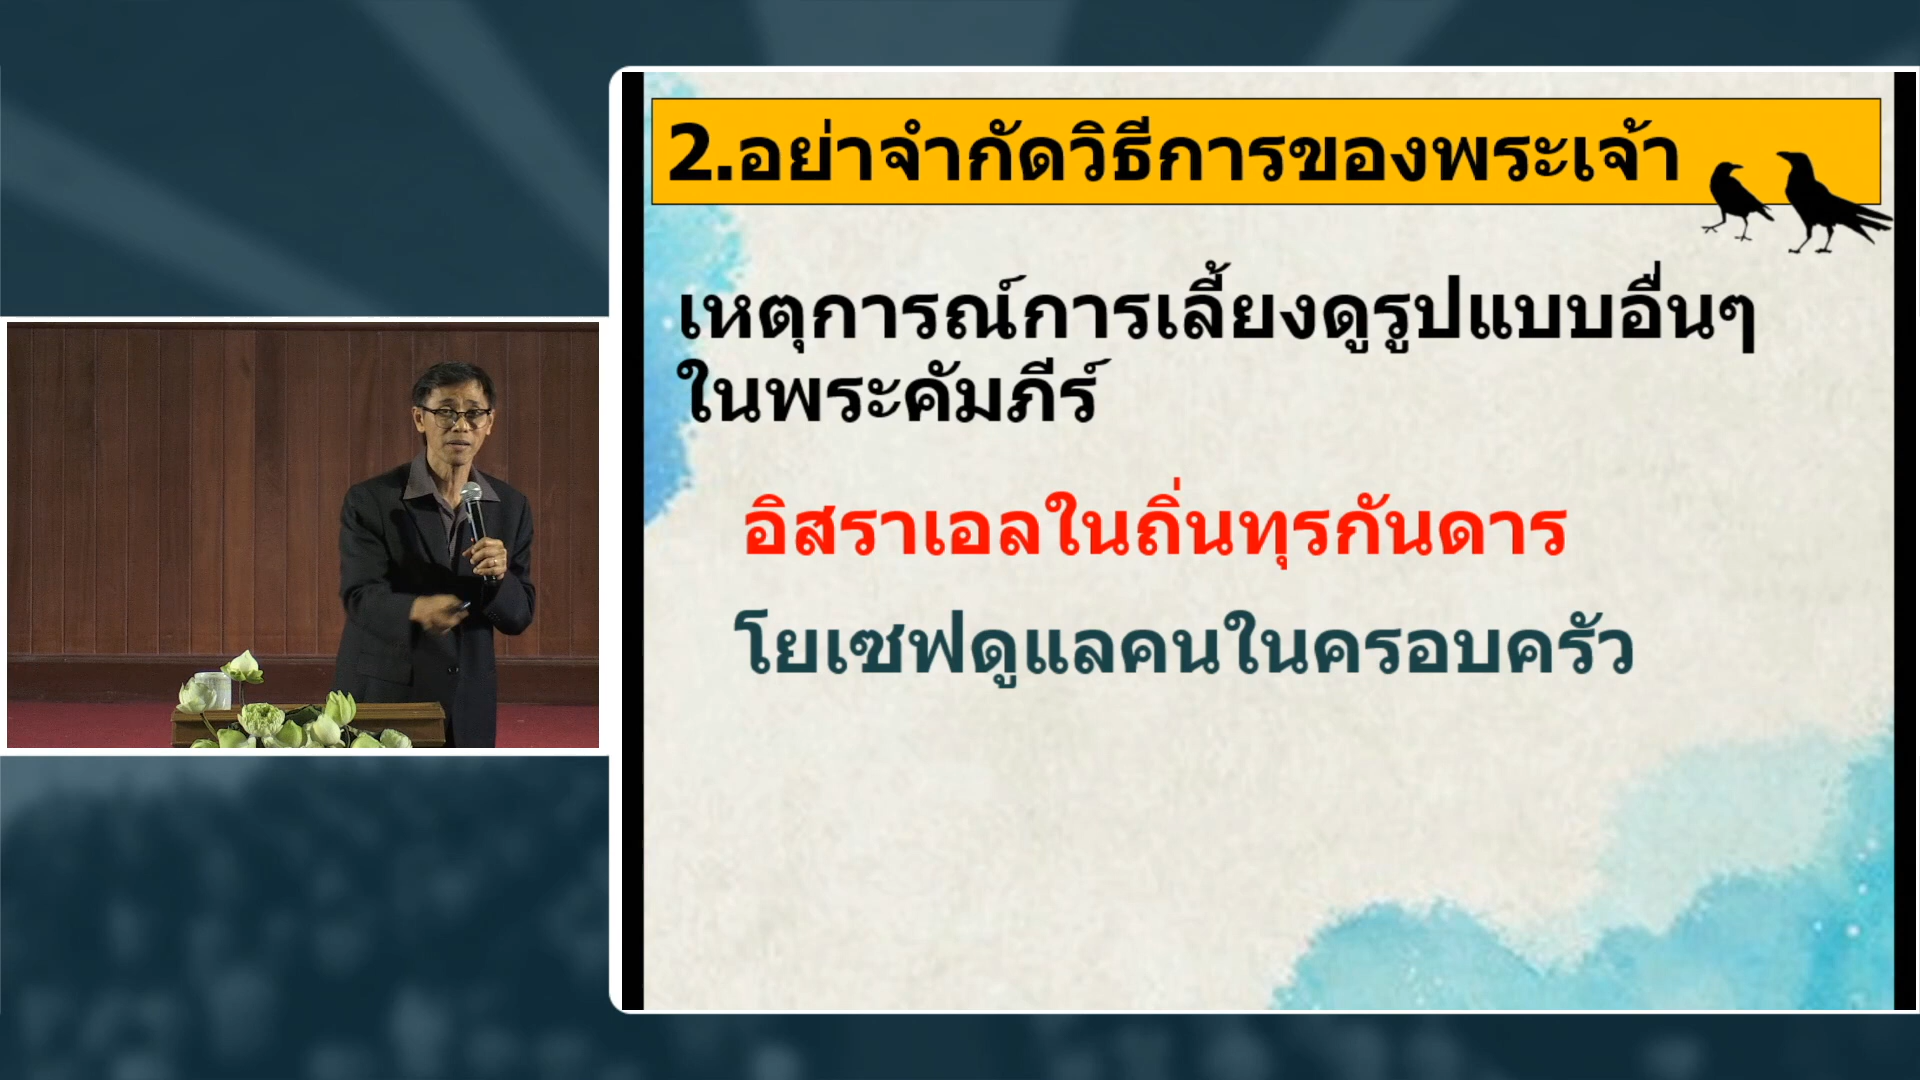 2.อย่าจำกัดวิธีการของพระเจ้า
เหตุการณ์การเลี้ยงดูรูปแบบอื่นๆ
ในพระคัมภีร์
อิสราเอลในถิ่นทุรกันดาร
โยเซฟดูแลคนในครอบครัว